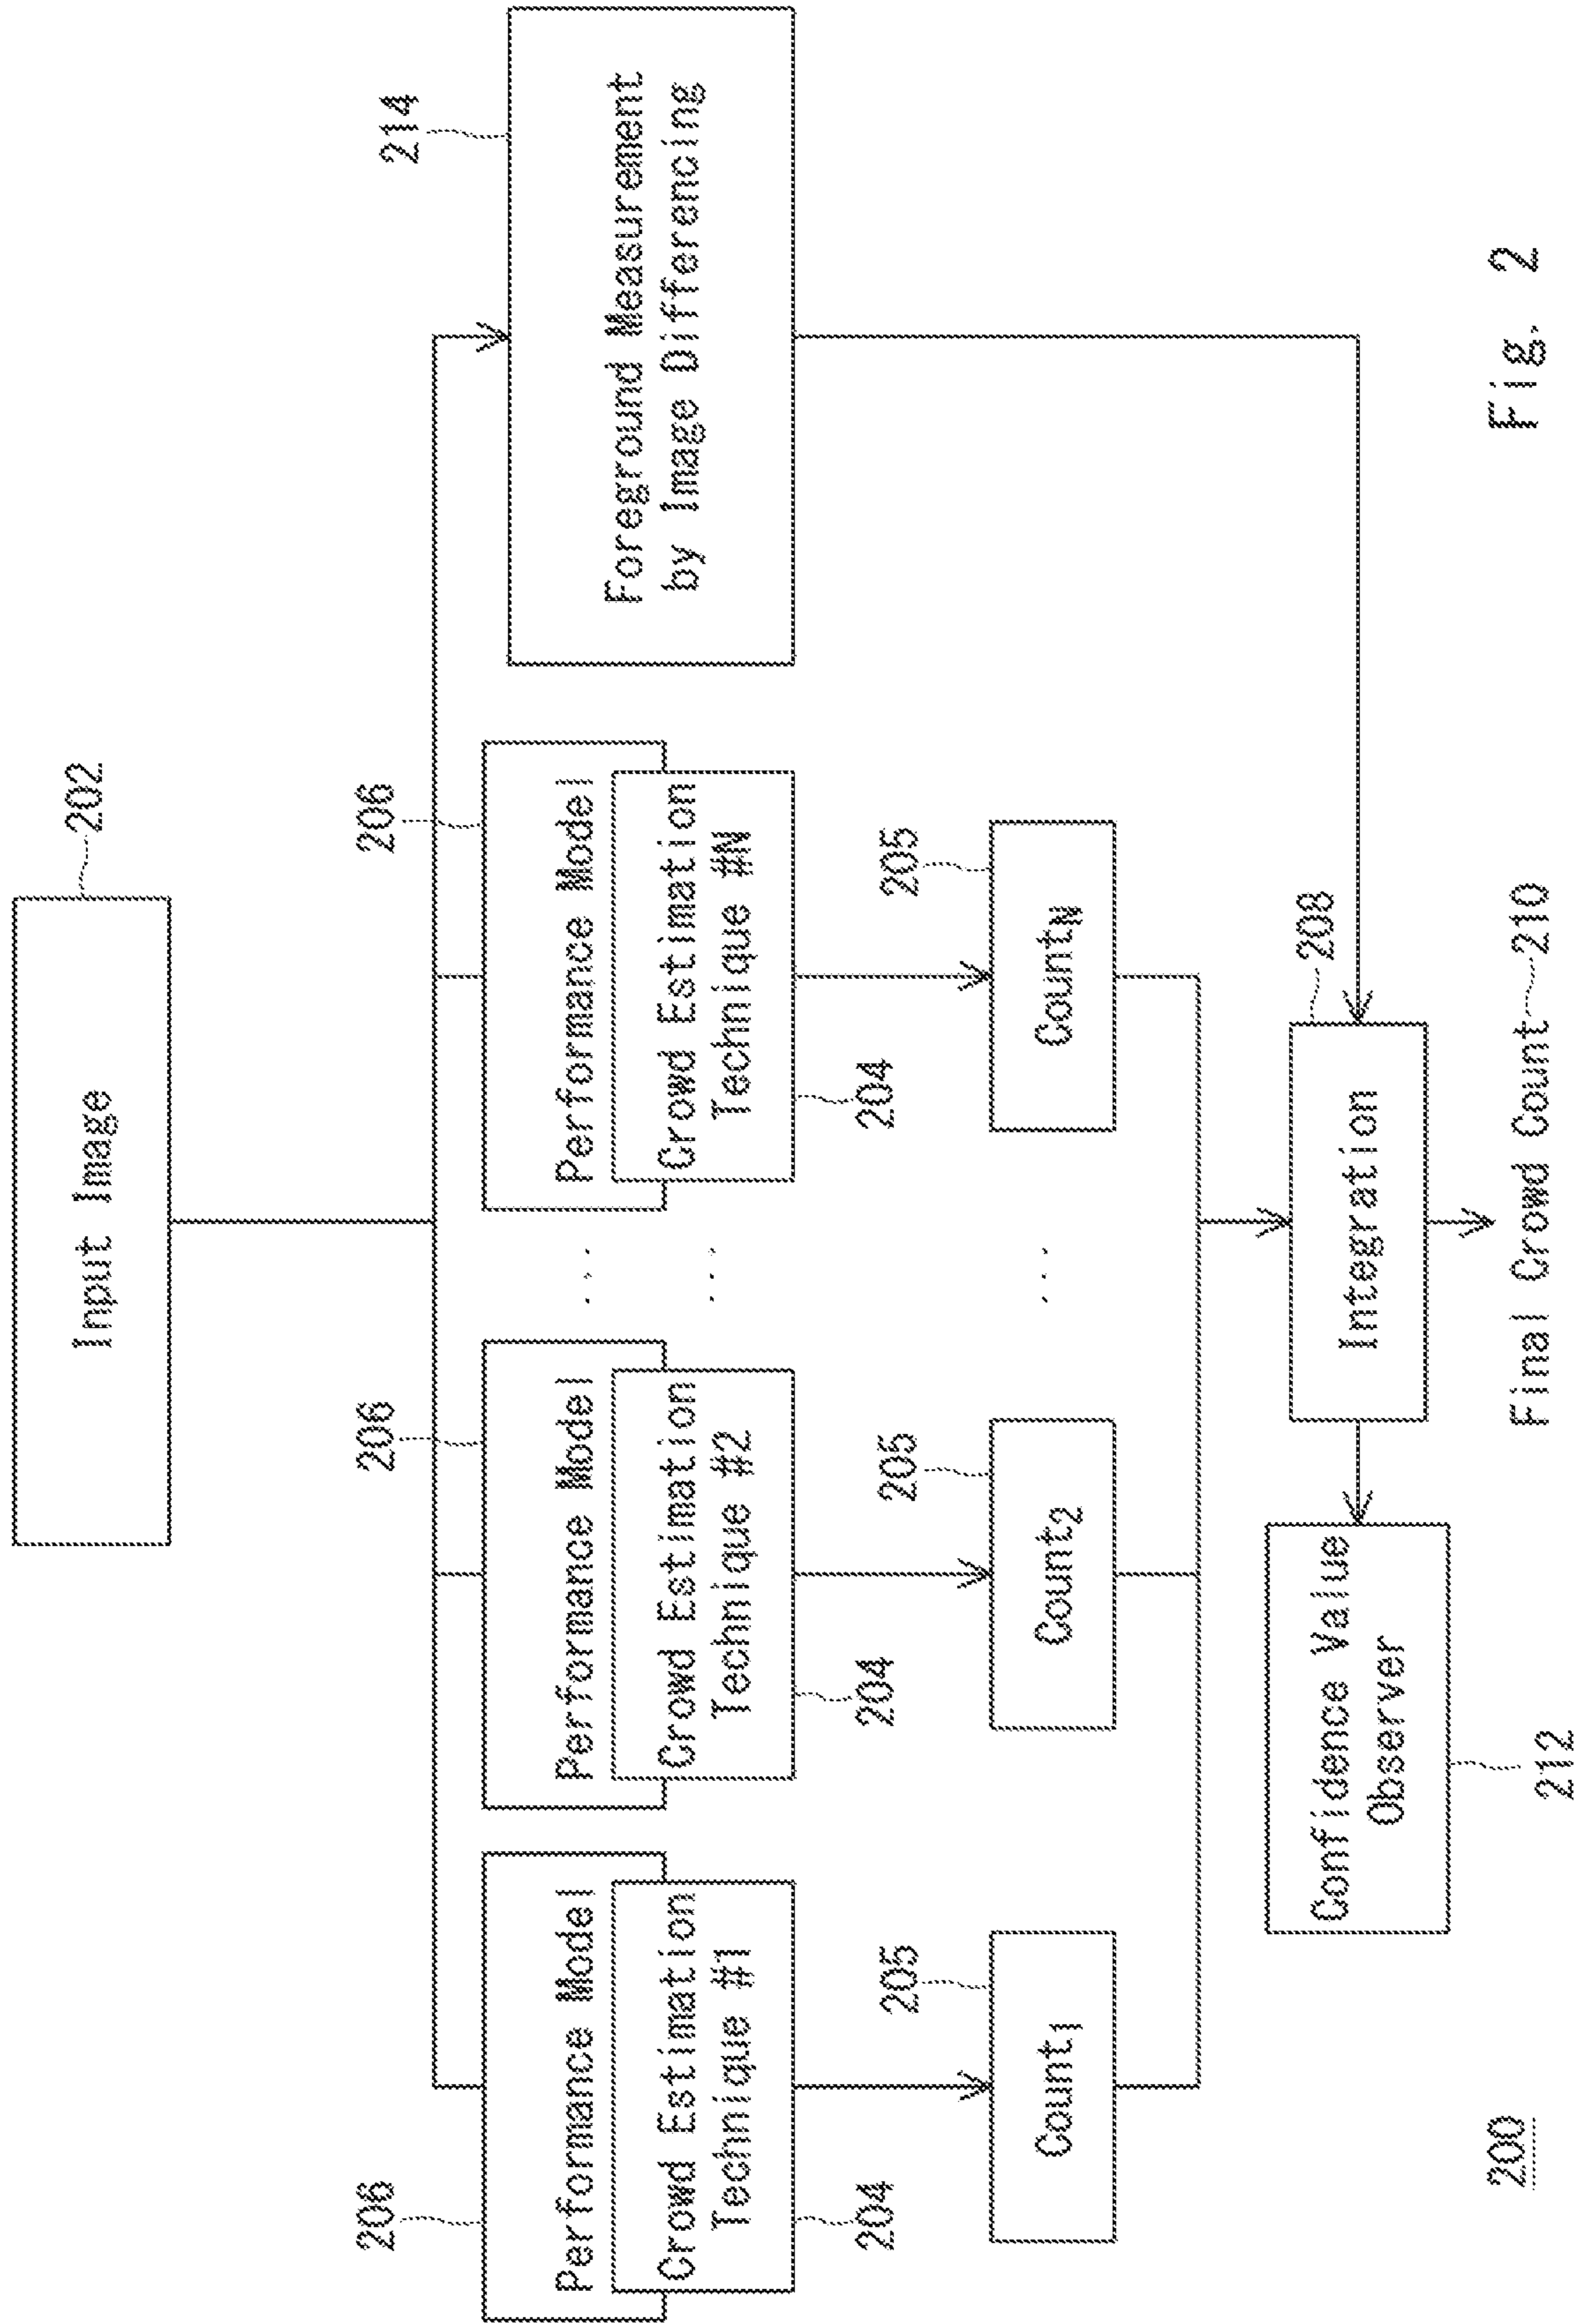 Input Image
202
206
206
206
214
Performance Model
Crowd Estimation
Technique #1
Performance Model
Crowd Estimation
Technique #2
...
...
Performance Model
Crowd Estimation
Technique #N
Foreground Measurement
by Image Differencing
204
204
204
205
205
205
Count1
Count2
...
CountN
208
Confidence Value
Observer
Integration
212
Final Crowd Count 210
200
Fig. 2